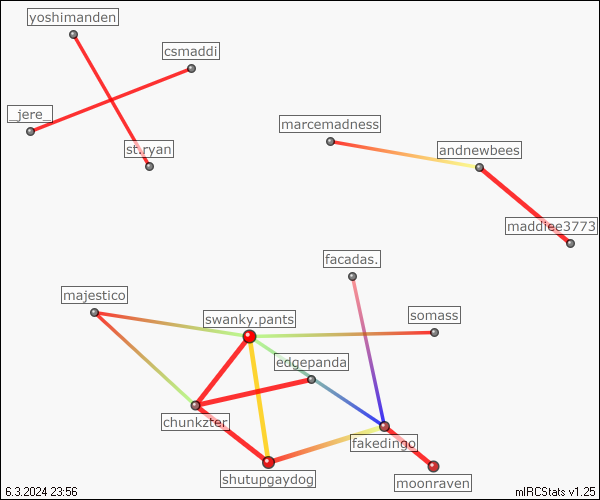 yoshimanden
csmaddi
_jere_
marcemadness
st.ryan
andnewbees
maddiee3773
facadas.
majestico
somass
swanky.pants
edgepanda
chunkzter
fakedingo
shutupgaydog
moonraven
6.3.2024 23:56
mIRCStats v1.25